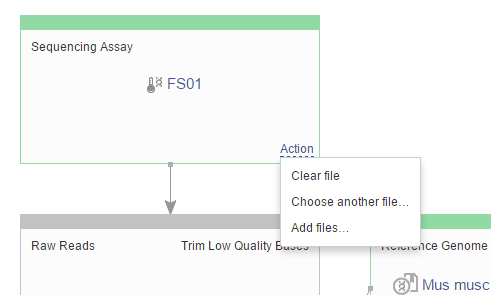 Sequencing Assay
FS01
Action
Clear file
Choose another file...
Add files...
Raw Reads
Trim Low Quality Bases
Reference Genome
Mus musc